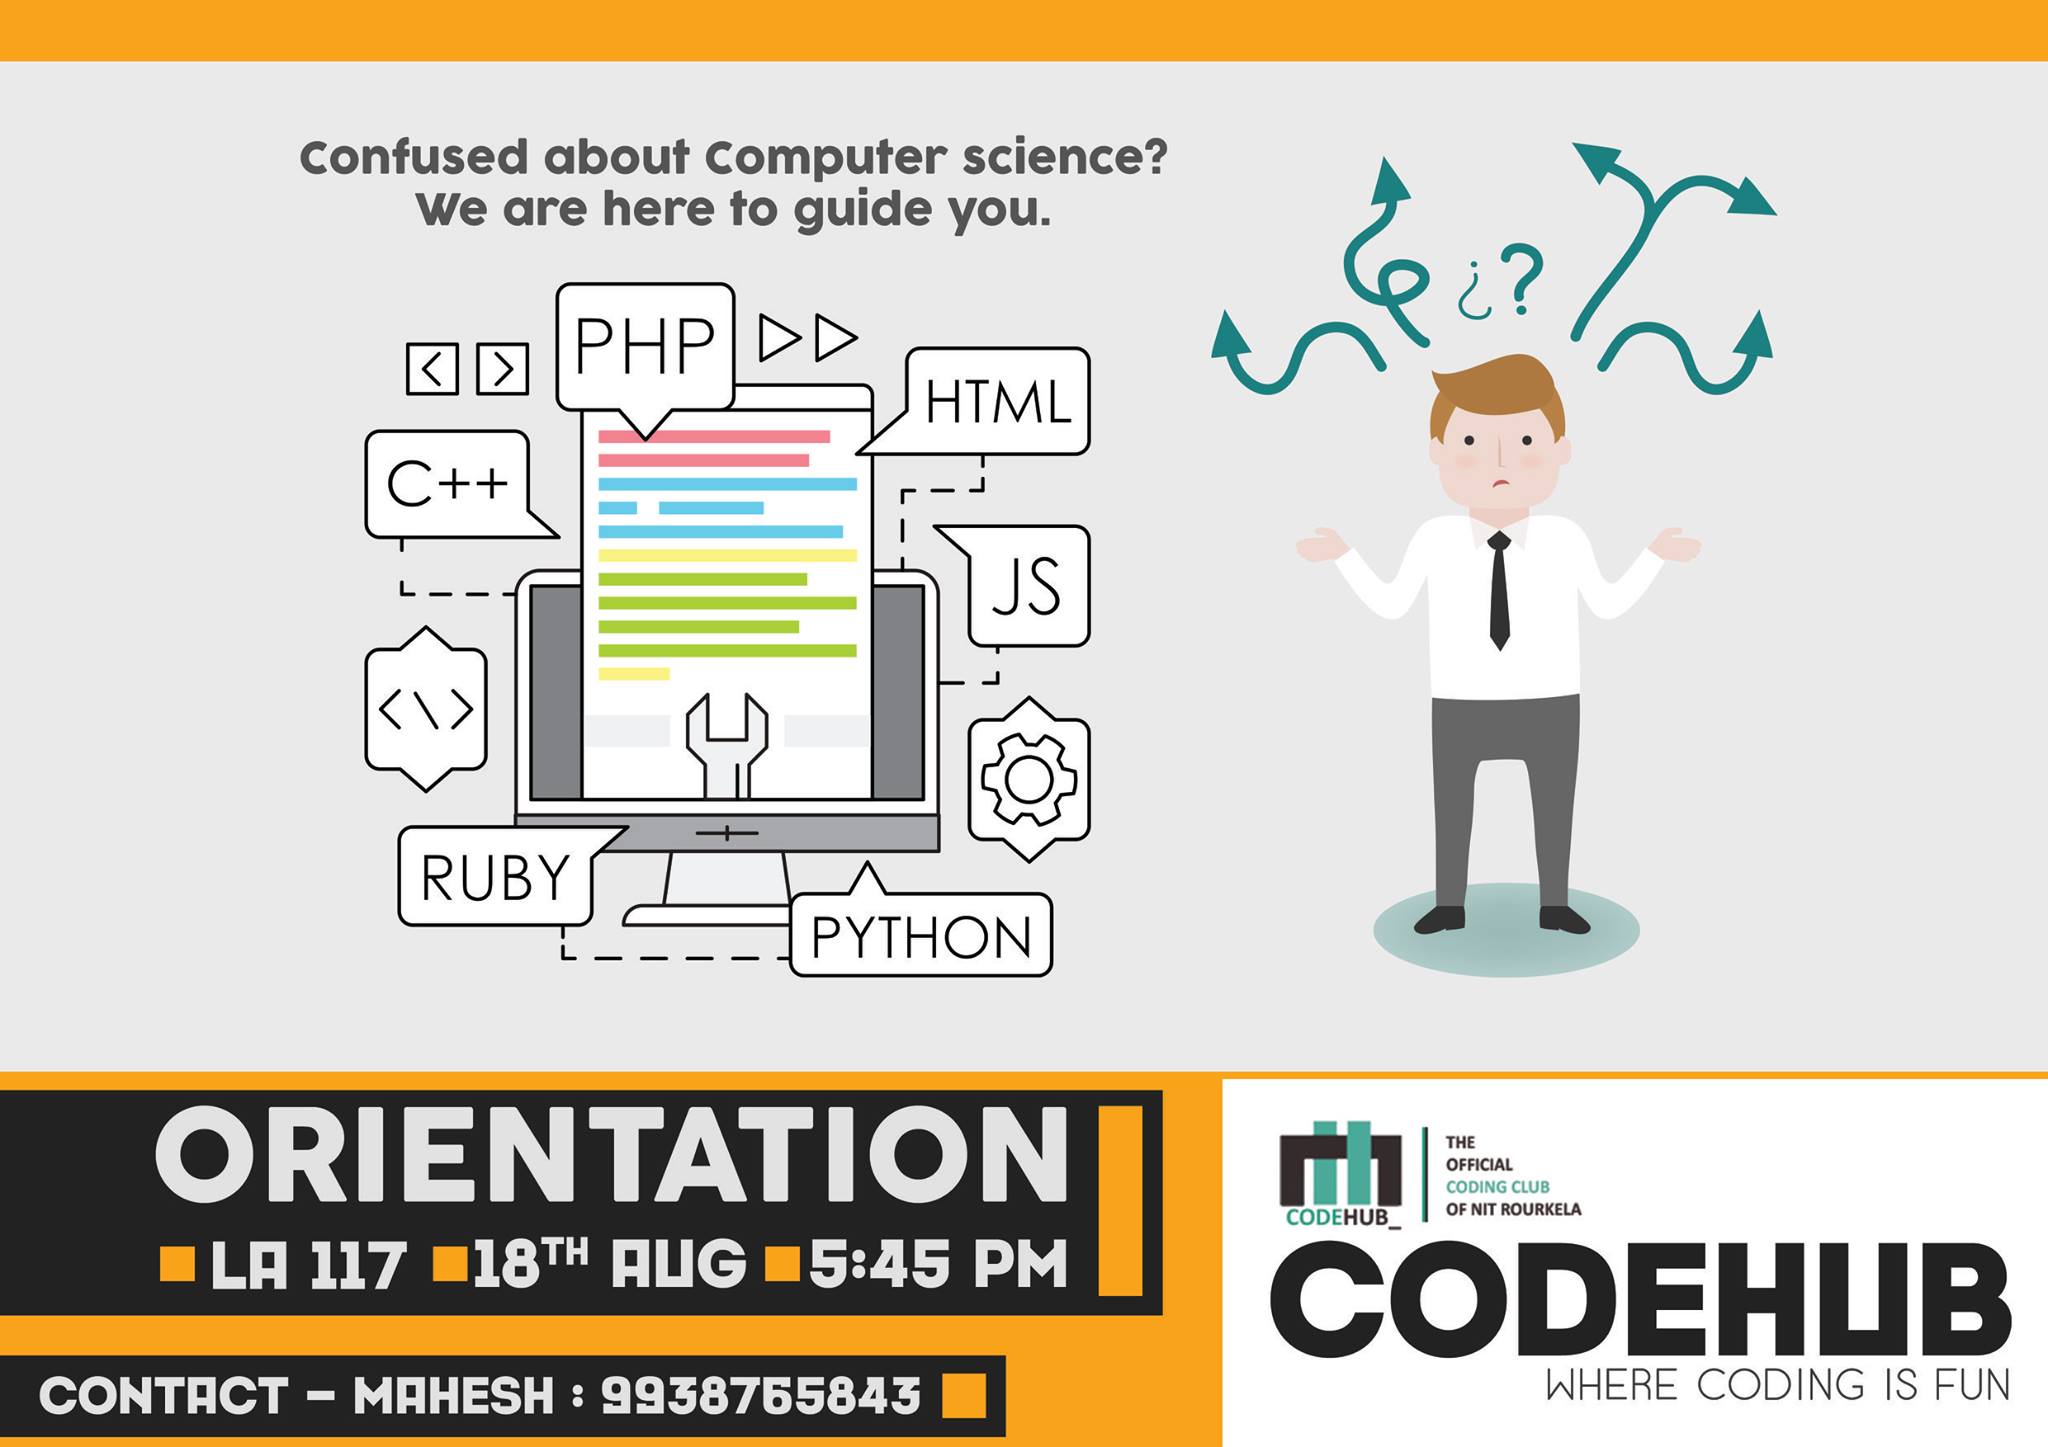 Confused about Computer science?
We are here to guide you.
PHP
HTML
C++
JS
<\>
RUBY
PYTHON
¿?
ORIENTATION
LA 117 18TH AUG 5:45 PM
CONTACT – MAHESH : 9938765843
CODEHUB_
THE
OFFICIAL
CODING CLUB
OF NIT ROURKELA
CODEHUB
WHERE CODING IS FUN